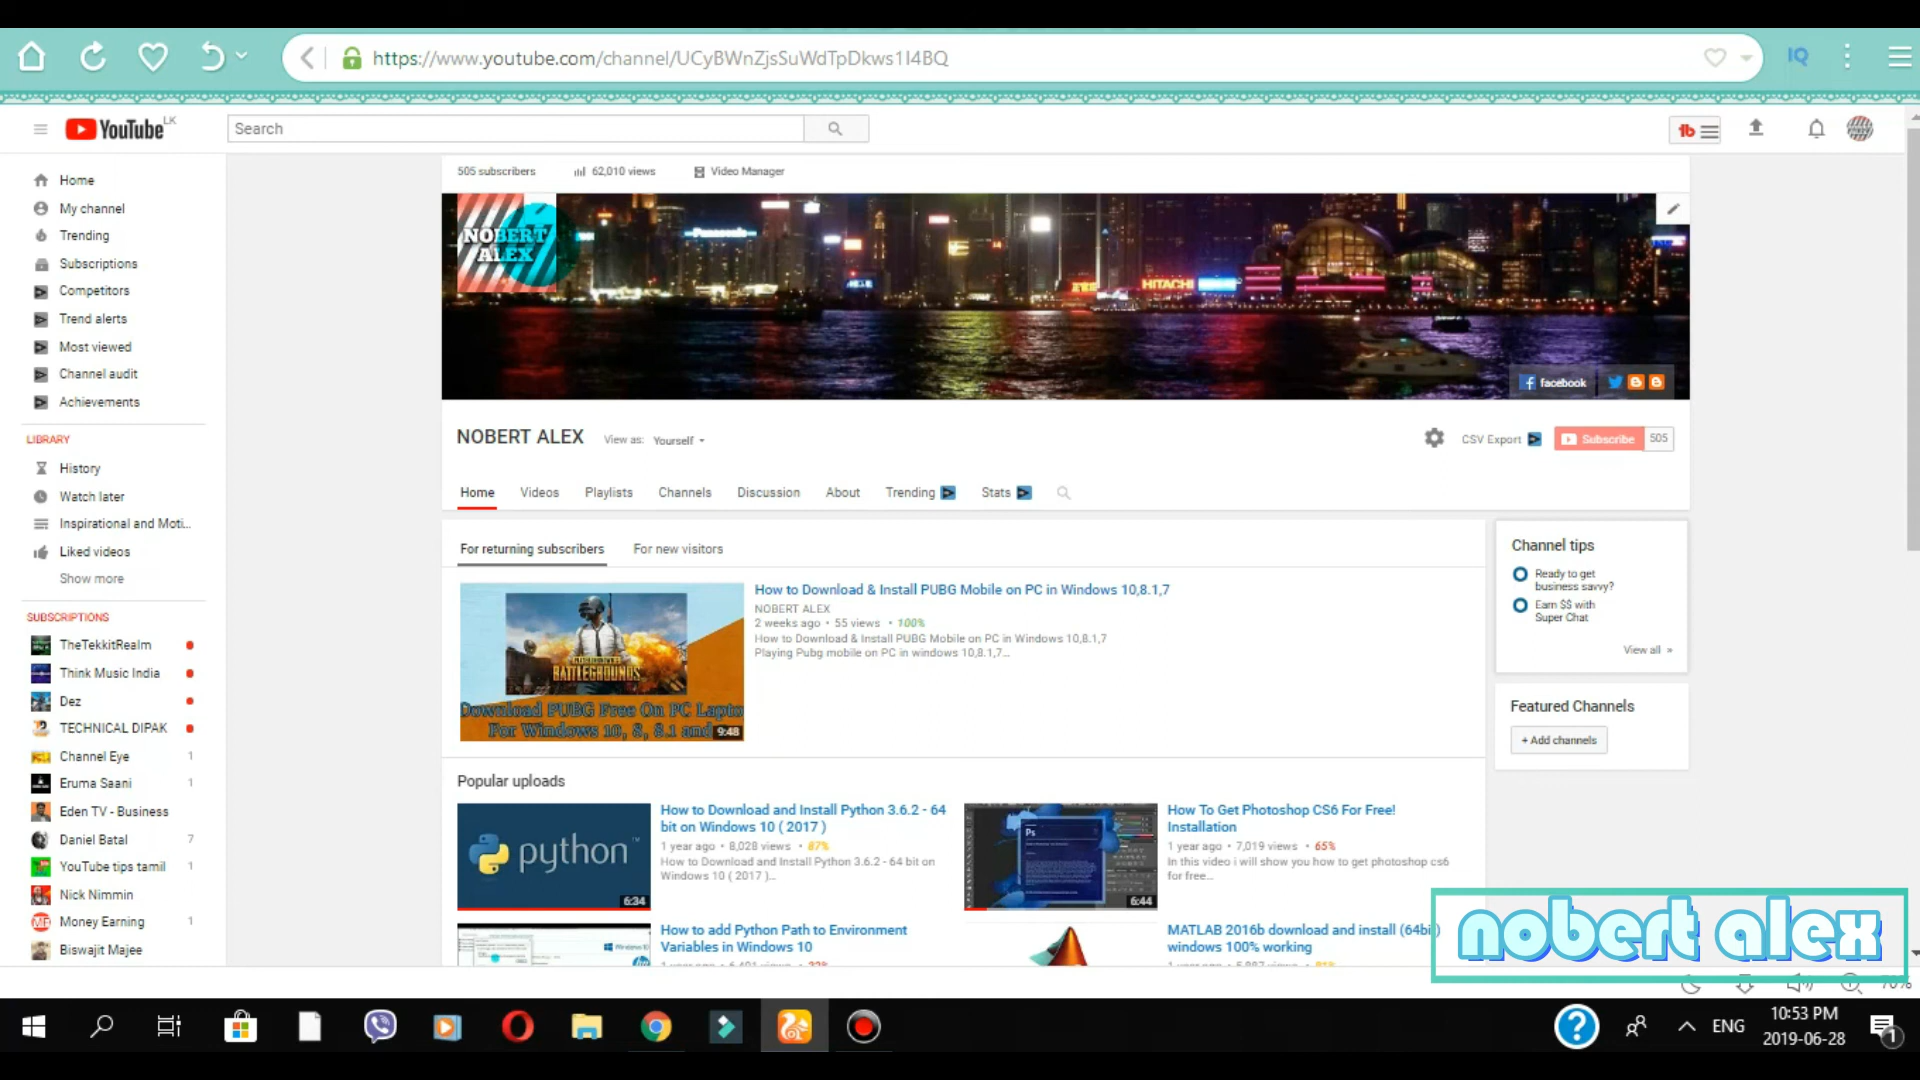 https://www.youtube.com/channel/UCyBWnZjsSuWdTpDkws1I4BQ
IQ
YouTube LK
Search
505 subscribers
62,010 views
Video Manager
Home
My channel
Trending
Subscriptions
Competitors
Trend alerts
Most viewed
Channel audit
Achievements
LIBRARY
History
Watch later
Inspirational and Moti...
Liked videos
Show more
SUBSCRIPTIONS
TheTekkitRealm
Think Music India
Dez
TECHNICAL DIPAK
Channel Eye 1
Eruma Saani 1
Eden TV - Business
Daniel Batal 7
YouTube tips tamil 1
Nick Nimmin
Money Earning 1
Biswajit Majee
NOBERT
ALEX
Panasonic
HITACHI
facebook
NOBERT ALEX
View as: Yourself
CSV Export
Subscribe 505
Home
Videos
Playlists
Channels
Discussion
About
Trending
Stats
For returning subscribers
For new visitors
BATTLEGROUNDS
Download PUBG Free On PC Lapto
For Windows 10, 8, 8.1 and
9:48
How to Download & Install PUBG Mobile on PC in Windows 10,8.1,7
NOBERT ALEX
2 weeks ago • 55 views • 100%
How to Download & Install PUBG Mobile on PC in Windows 10,8.1,7
Playing Pubg mobile on PC in windows 10,8.1,7...
Channel tips
Ready to get
business savvy?
Earn $$ with
Super Chat
View all »
Featured Channels
+ Add channels
Popular uploads
python
6:34
How to Download and Install Python 3.6.2 - 64
bit on Windows 10 ( 2017 )
1 year ago • 8,028 views • 87%
How to Download and Install Python 3.6.2 - 64 bit on
Windows 10 ( 2017 )...
Ps
6:44
How To Get Photoshop CS6 For Free!
Installation
1 year ago • 7,019 views • 65%
In this video i will show you how to get photoshop cs6
for free...
How to add Python Path to Environment
Variables in Windows 10
MATLAB 2016b download and install (64bi
windows 100% working
nobert alex
70%
ENG
10:53 PM
2019-06-28
1